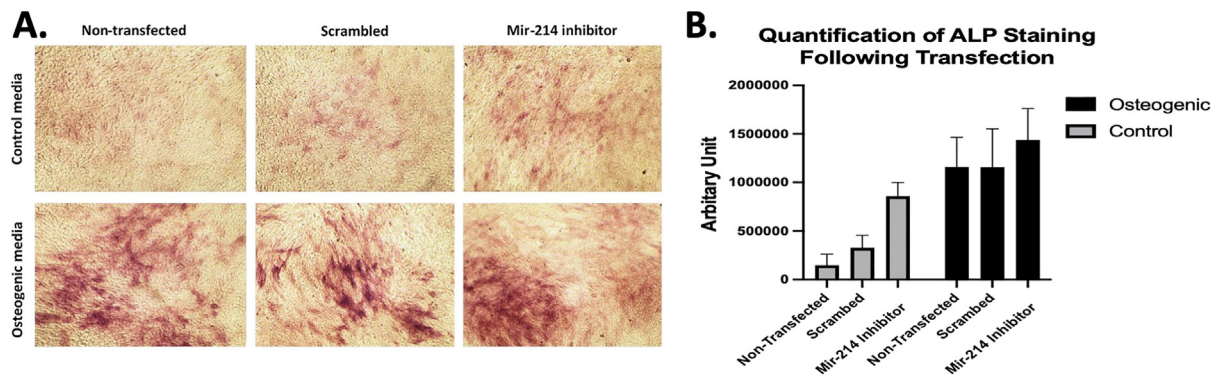 A.
Non-transfected
Scrambled
Mir-214 inhibitor
Control media
Osteogenic media
B.
Quantification of ALP Staining
Following Transfection
Arbitary Unit
2000000
1500000
1000000
500000
0
Non-Transfected
Scrambed
Mir-214 Inhibitor
Non-Transfected
Scrambed
Mir-214 Inhibitor
Osteogenic
Control